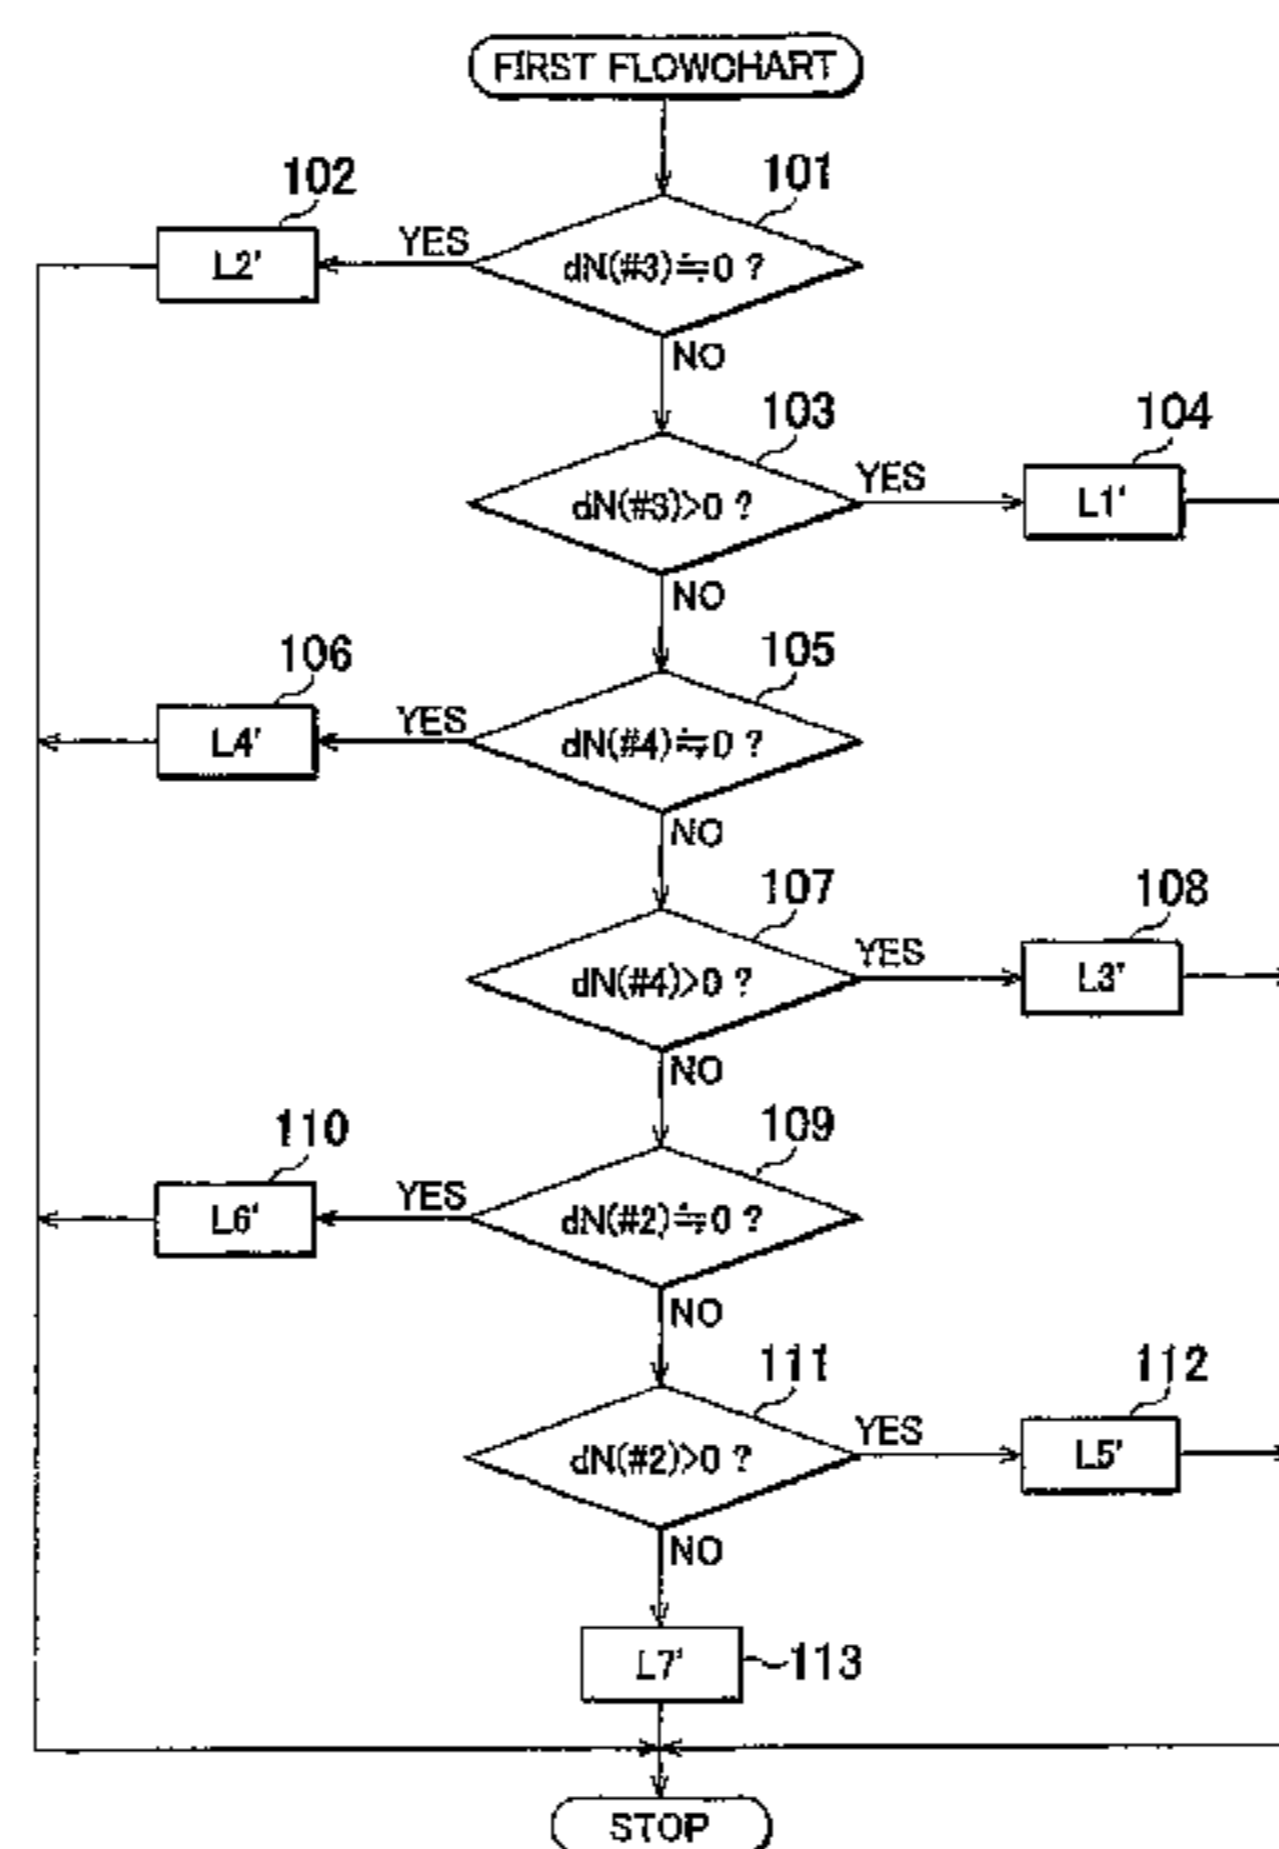 FIRST FLOWCHART
101
102
YES
L2'
dN(#3)≒0 ?
NO
103
104
YES
L1'
dN(#3)>0 ?
NO
105
106
YES
L4'
dN(#4)≒0 ?
NO
107
108
YES
L3'
dN(#4)>0 ?
NO
109
110
YES
L6'
dN(#2)≒0 ?
NO
111
112
YES
L5'
dN(#2)>0 ?
NO
L7'
113
STOP